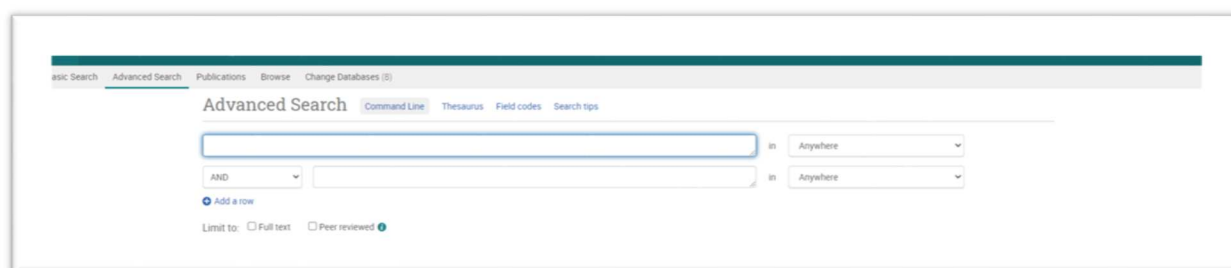 asic Search Advanced Search Publications Browse Change Databases (8)
Advanced Search Command Line Thesaurus Field codes Search tips
in Anywhere
AND in Anywhere
Add a row
Limit to: Full text Peer reviewed